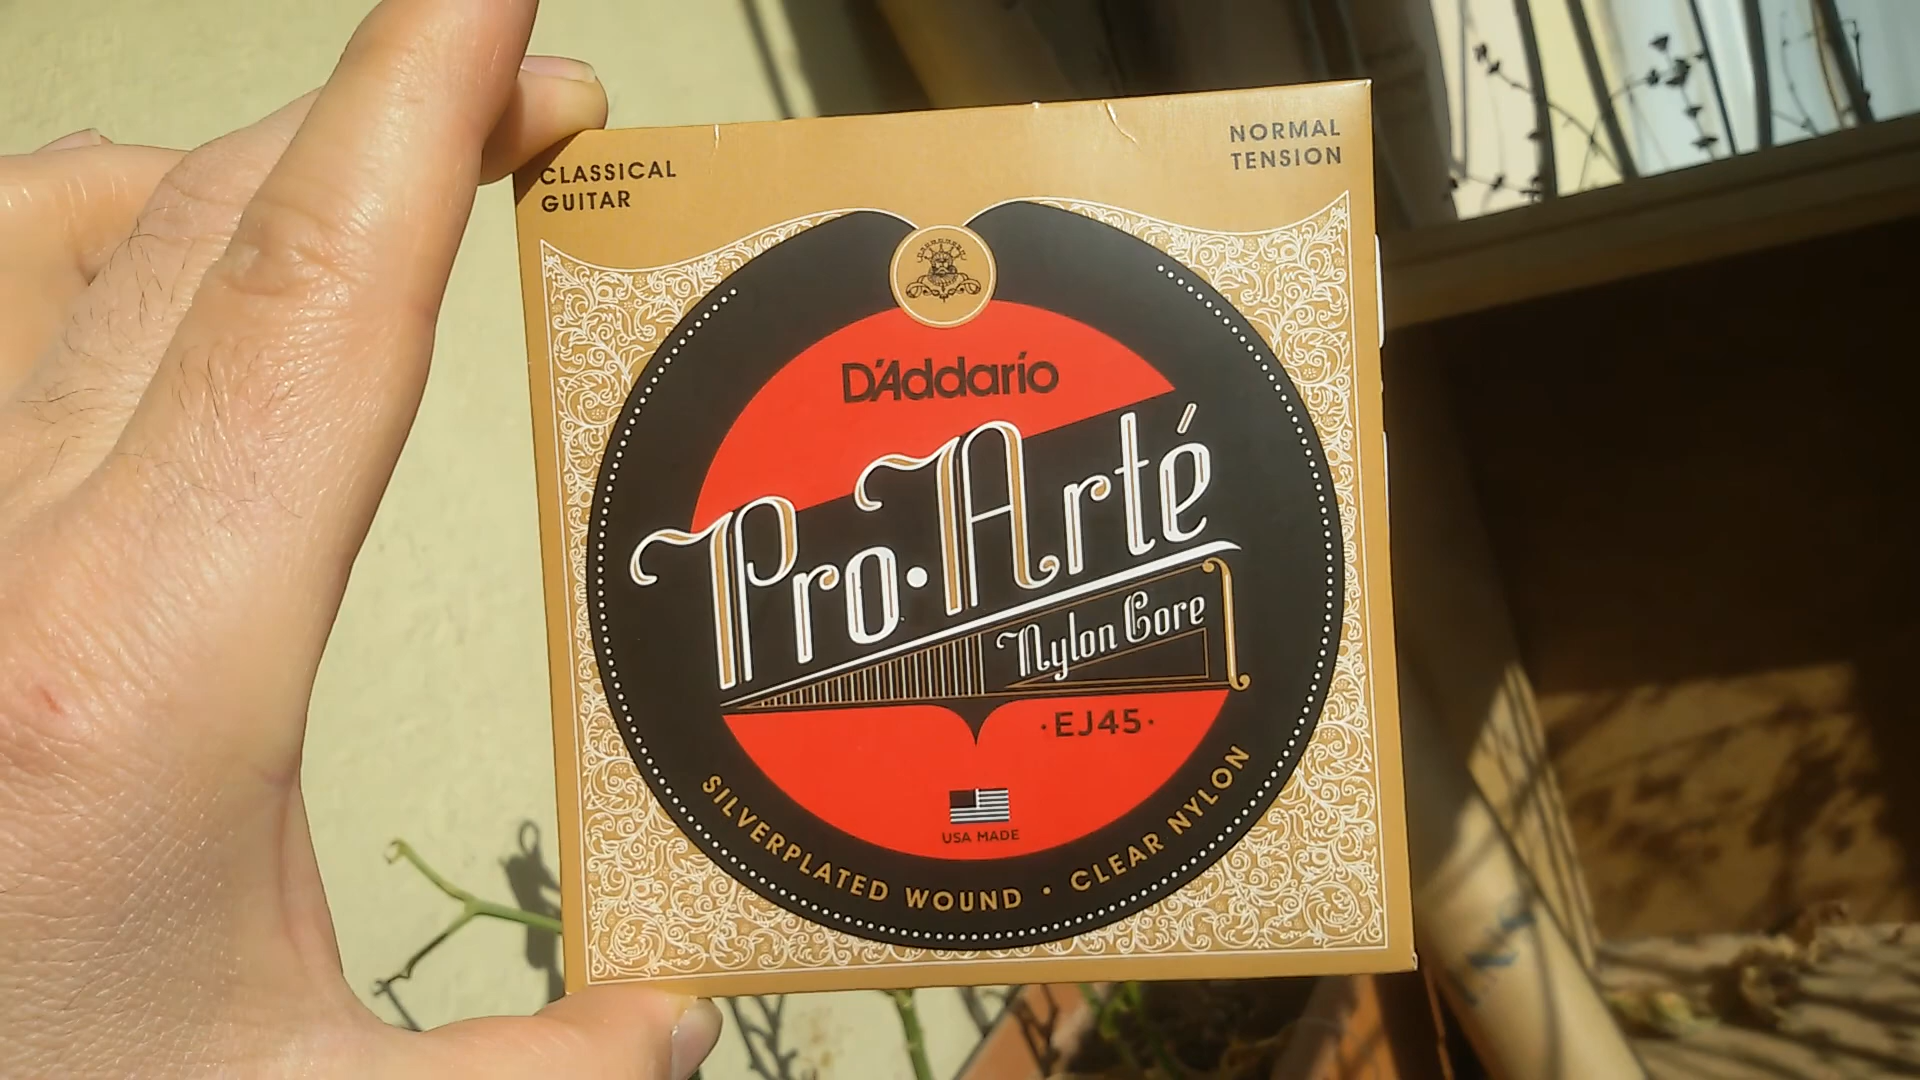 CLASSICAL
GUITAR
NORMAL
TENSION
D'Addario
Pro·Arté
Nylon Core
·EJ45·
USA MADE
SILVERPLATED WOUND · CLEAR NYLON